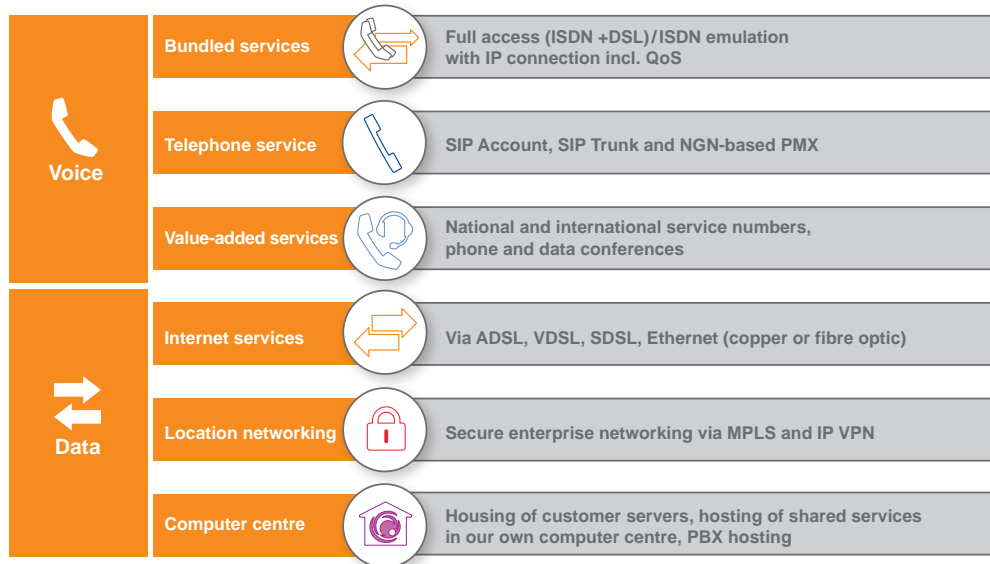 Voice
Bundled services
Full access (ISDN +DSL)/ISDN emulation
with IP connection incl. QoS
Telephone service
SIP Account, SIP Trunk and NGN-based PMX
Value-added services
National and international service numbers,
phone and data conferences
Data
Internet services
Via ADSL, VDSL, SDSL, Ethernet (copper or fibre optic)
Location networking
Secure enterprise networking via MPLS and IP VPN
Computer centre
Housing of customer servers, hosting of shared services
in our own computer centre, PBX hosting